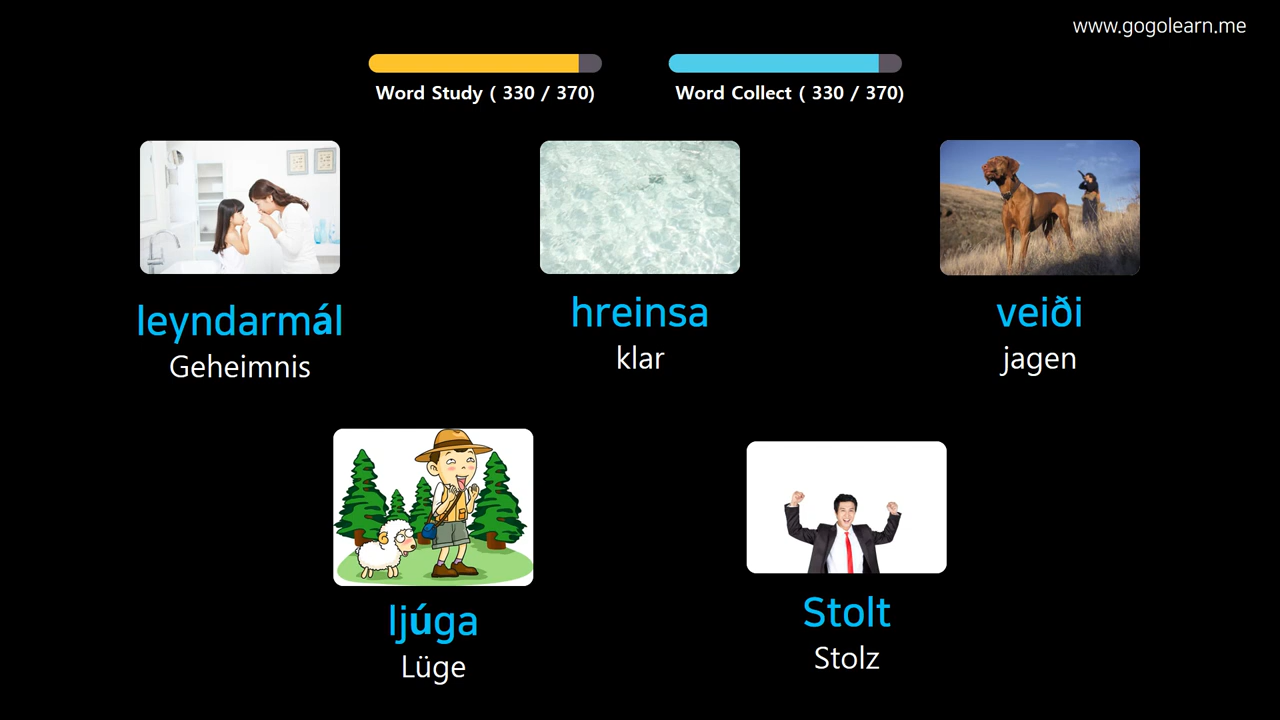 www.gogolearn.me
Word Study ( 330 / 370)
Word Collect ( 330 / 370)
leyndarmál
Geheimnis
hreinsa
klar
veiði
jagen
ljúga
Lüge
Stolt
Stolz